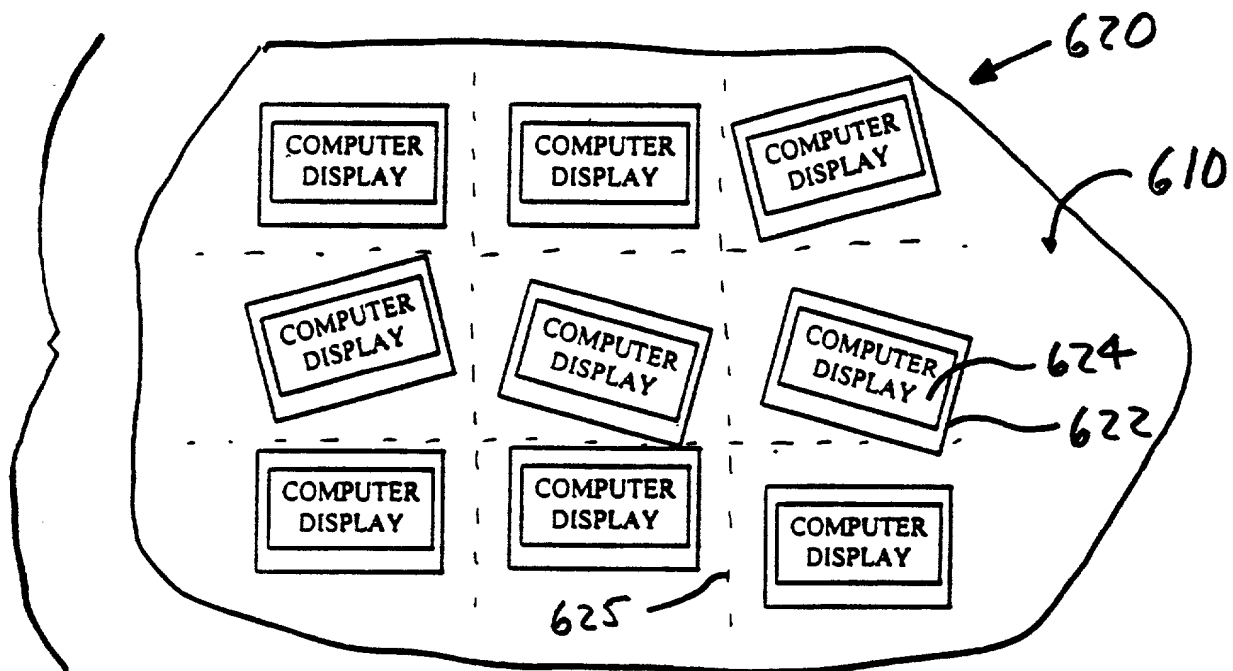 620
COMPUTER
DISPLAY
COMPUTER
DISPLAY
COMPUTER
DISPLAY
610
COMPUTER
DISPLAY
COMPUTER
DISPLAY
COMPUTER
DISPLAY
624
622
COMPUTER
DISPLAY
COMPUTER
DISPLAY
COMPUTER
DISPLAY
625